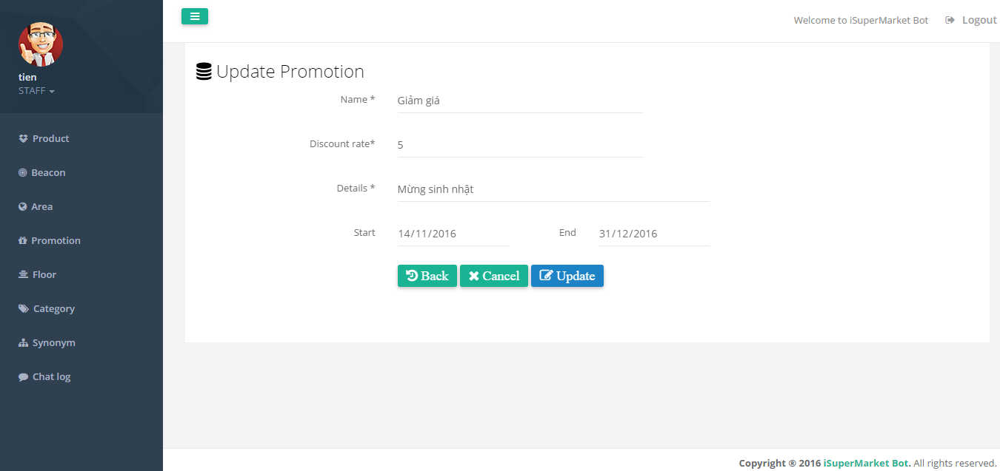 Welcome to iSuperMarket Bot Logout
tien
STAFF
Product
Beacon
Area
Promotion
Floor
Category
Synonym
Chat log
Update Promotion
Name * Giảm giá
Discount rate* 5
Details * Mừng sinh nhật
Start 14/11/2016 End 31/12/2016
Back Cancel Update
Copyright ® 2016 iSuperMarket Bot. All rights reserved.